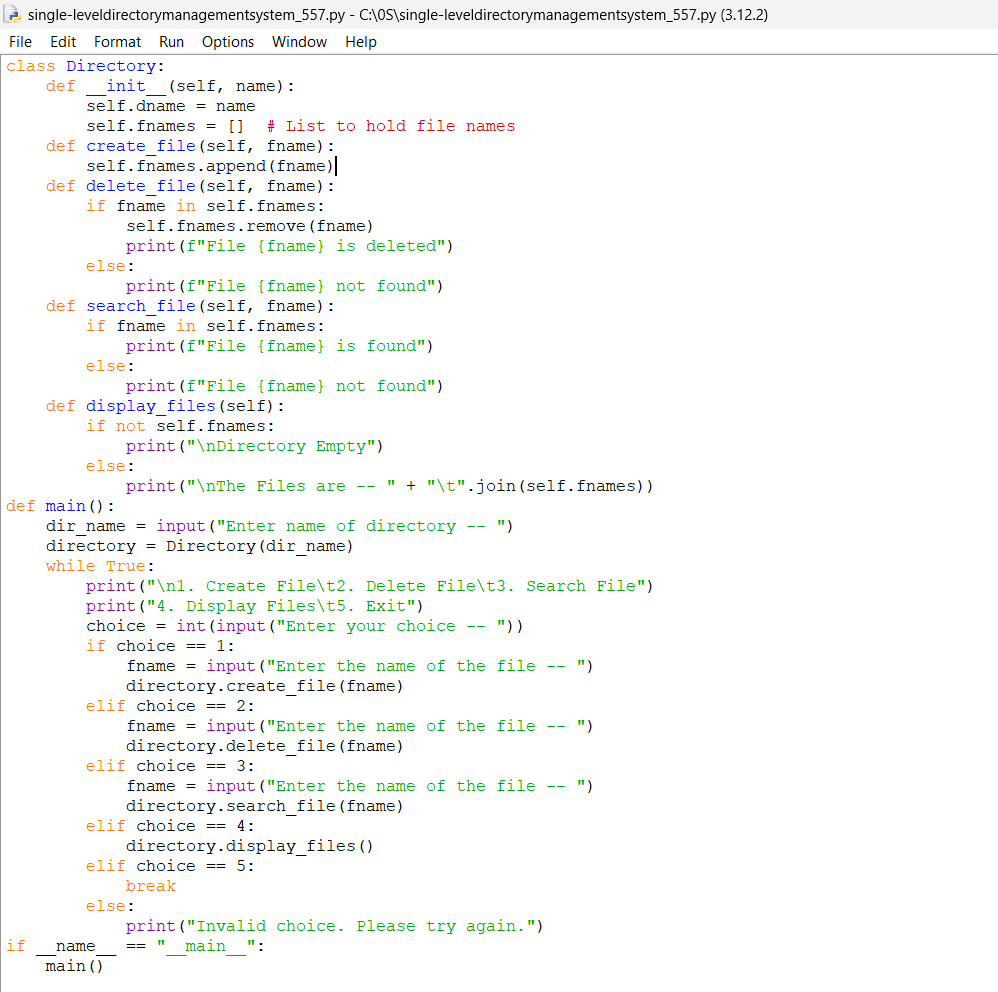 single-leveldirectorymanagementsystem_557.py - C:\0S\single-leveldirectorymanagementsystem_557.py (3.12.2)
File Edit Format Run Options Window Help
class Directory:
    def __init__(self, name):
        self.dname = name
        self.fnames = []  # List to hold file names
    def create_file(self, fname):
        self.fnames.append(fname)
    def delete_file(self, fname):
        if fname in self.fnames:
            self.fnames.remove(fname)
            print(f"File {fname} is deleted")
        else:
            print(f"File {fname} not found")
    def search_file(self, fname):
        if fname in self.fnames:
            print(f"File {fname} is found")
        else:
            print(f"File {fname} not found")
    def display_files(self):
        if not self.fnames:
            print("\nDirectory Empty")
        else:
            print("\nThe Files are -- " + "\t".join(self.fnames))
def main():
    dir_name = input("Enter name of directory -- ")
    directory = Directory(dir_name)
    while True:
        print("\n1. Create File\t2. Delete File\t3. Search File")
        print("4. Display Files\t5. Exit")
        choice = int(input("Enter your choice -- "))
        if choice == 1:
            fname = input("Enter the name of the file -- ")
            directory.create_file(fname)
        elif choice == 2:
            fname = input("Enter the name of the file -- ")
            directory.delete_file(fname)
        elif choice == 3:
            fname = input("Enter the name of the file -- ")
            directory.search_file(fname)
        elif choice == 4:
            directory.display_files()
        elif choice == 5:
            break
        else:
            print("Invalid choice. Please try again.")
if __name__ == "__main__":
    main()